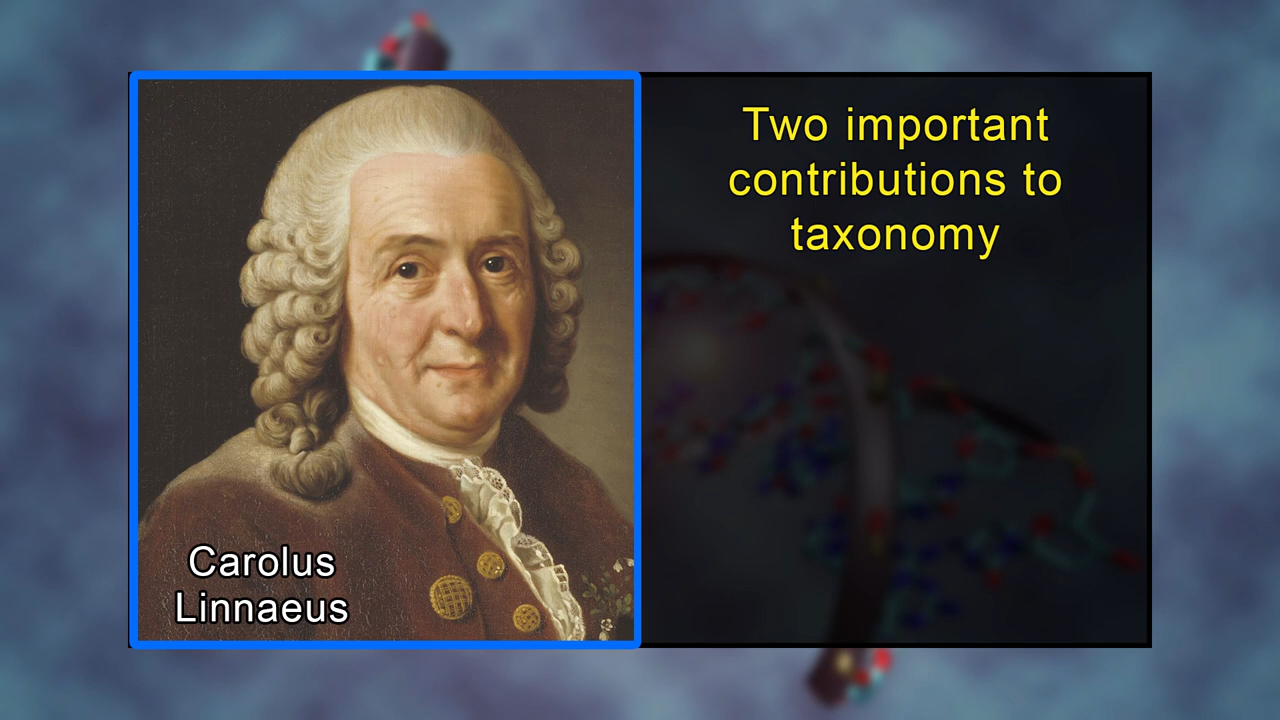 Two important
contributions to
taxonomy
Carolus
Linnaeus